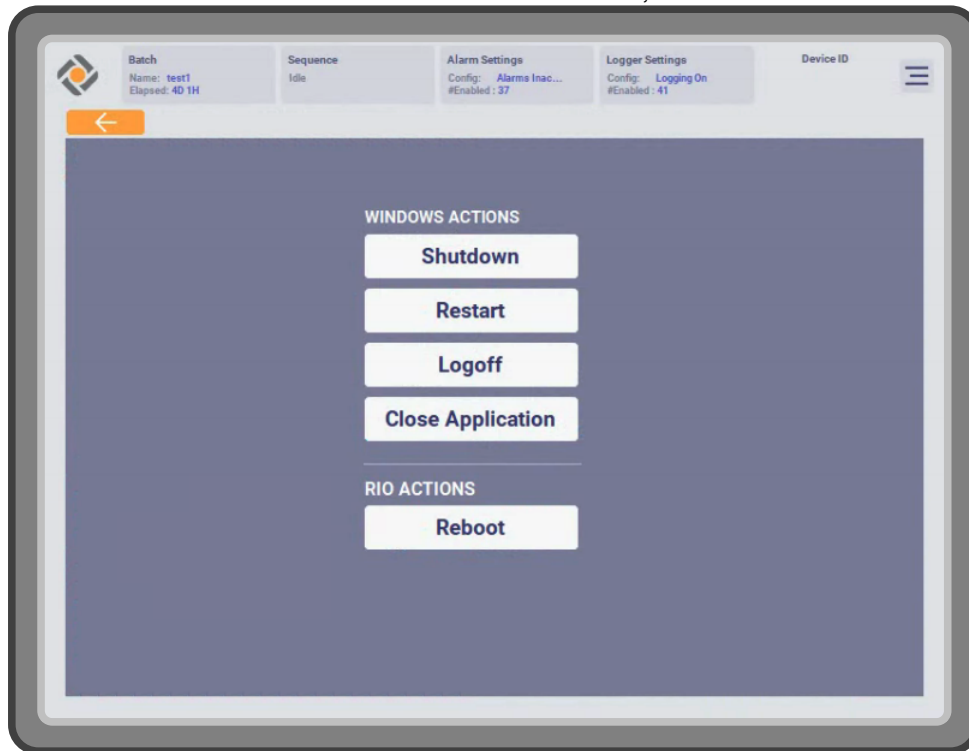 Batch
Name: test1
Elapsed: 4D 1H
Sequence
Idle
Alarm Settings
Config: Alarms Inac...
#Enabled : 37
Logger Settings
Config: Logging On
#Enabled : 41
Device ID
WINDOWS ACTIONS
Shutdown
Restart
Logoff
Close Application
RIO ACTIONS
Reboot